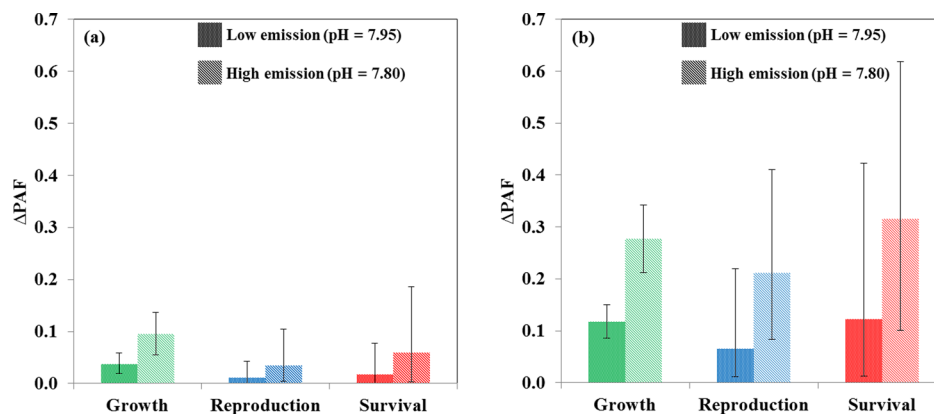 (a)
Low emission (pH = 7.95)
High emission (pH = 7.80)
ΔPAF
0.7
0.6
0.5
0.4
0.3
0.2
0.1
0.0
Growth Reproduction Survival
(b)
Low emission (pH = 7.95)
High emission (pH = 7.80)
ΔPAF
0.7
0.6
0.5
0.4
0.3
0.2
0.1
0.0
Growth Reproduction Survival